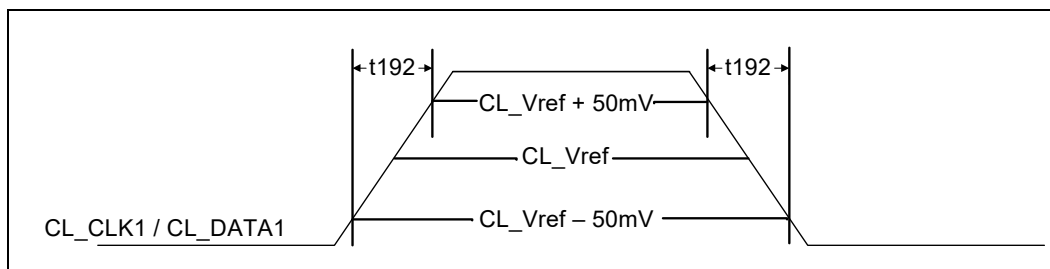 t192 t192
CL_Vref + 50mV
CL_Vref
CL_CLK1 / CL_DATA1 CL_Vref – 50mV